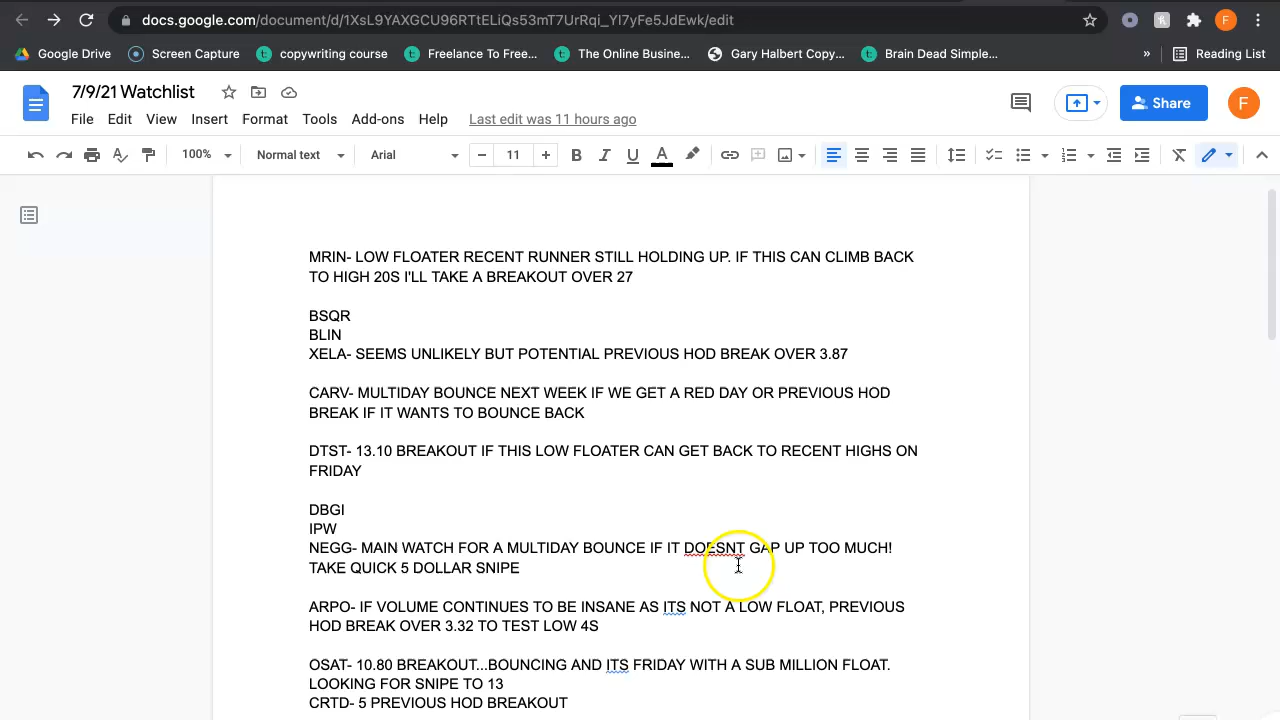 docs.google.com/document/d/1XsL9YAXGCU96RTtELiQs53mT7UrRqi_Yl7yFe5JdEwk/edit
Google Drive Screen Capture copywriting course Freelance To Free... The Online Busine... Gary Halbert Copy... Brain Dead Simple... » Reading List
7/9/21 Watchlist
Share
F
File Edit View Insert Format Tools Add-ons Help Last edit was 11 hours ago
100% Normal text Arial 11 B I U A
MRIN- LOW FLOATER RECENT RUNNER STILL HOLDING UP. IF THIS CAN CLIMB BACK
TO HIGH 20S I'LL TAKE A BREAKOUT OVER 27
BSQR
BLIN
XELA- SEEMS UNLIKELY BUT POTENTIAL PREVIOUS HOD BREAK OVER 3.87
CARV- MULTIDAY BOUNCE NEXT WEEK IF WE GET A RED DAY OR PREVIOUS HOD
BREAK IF IT WANTS TO BOUNCE BACK
DTST- 13.10 BREAKOUT IF THIS LOW FLOATER CAN GET BACK TO RECENT HIGHS ON
FRIDAY
DBGI
IPW
NEGG- MAIN WATCH FOR A MULTIDAY BOUNCE IF IT DOESNT GAP UP TOO MUCH!
TAKE QUICK 5 DOLLAR SNIPE
ARPO- IF VOLUME CONTINUES TO BE INSANE AS ITS NOT A LOW FLOAT, PREVIOUS
HOD BREAK OVER 3.32 TO TEST LOW 4S
OSAT- 10.80 BREAKOUT...BOUNCING AND ITS FRIDAY WITH A SUB MILLION FLOAT.
LOOKING FOR SNIPE TO 13
CRTD- 5 PREVIOUS HOD BREAKOUT